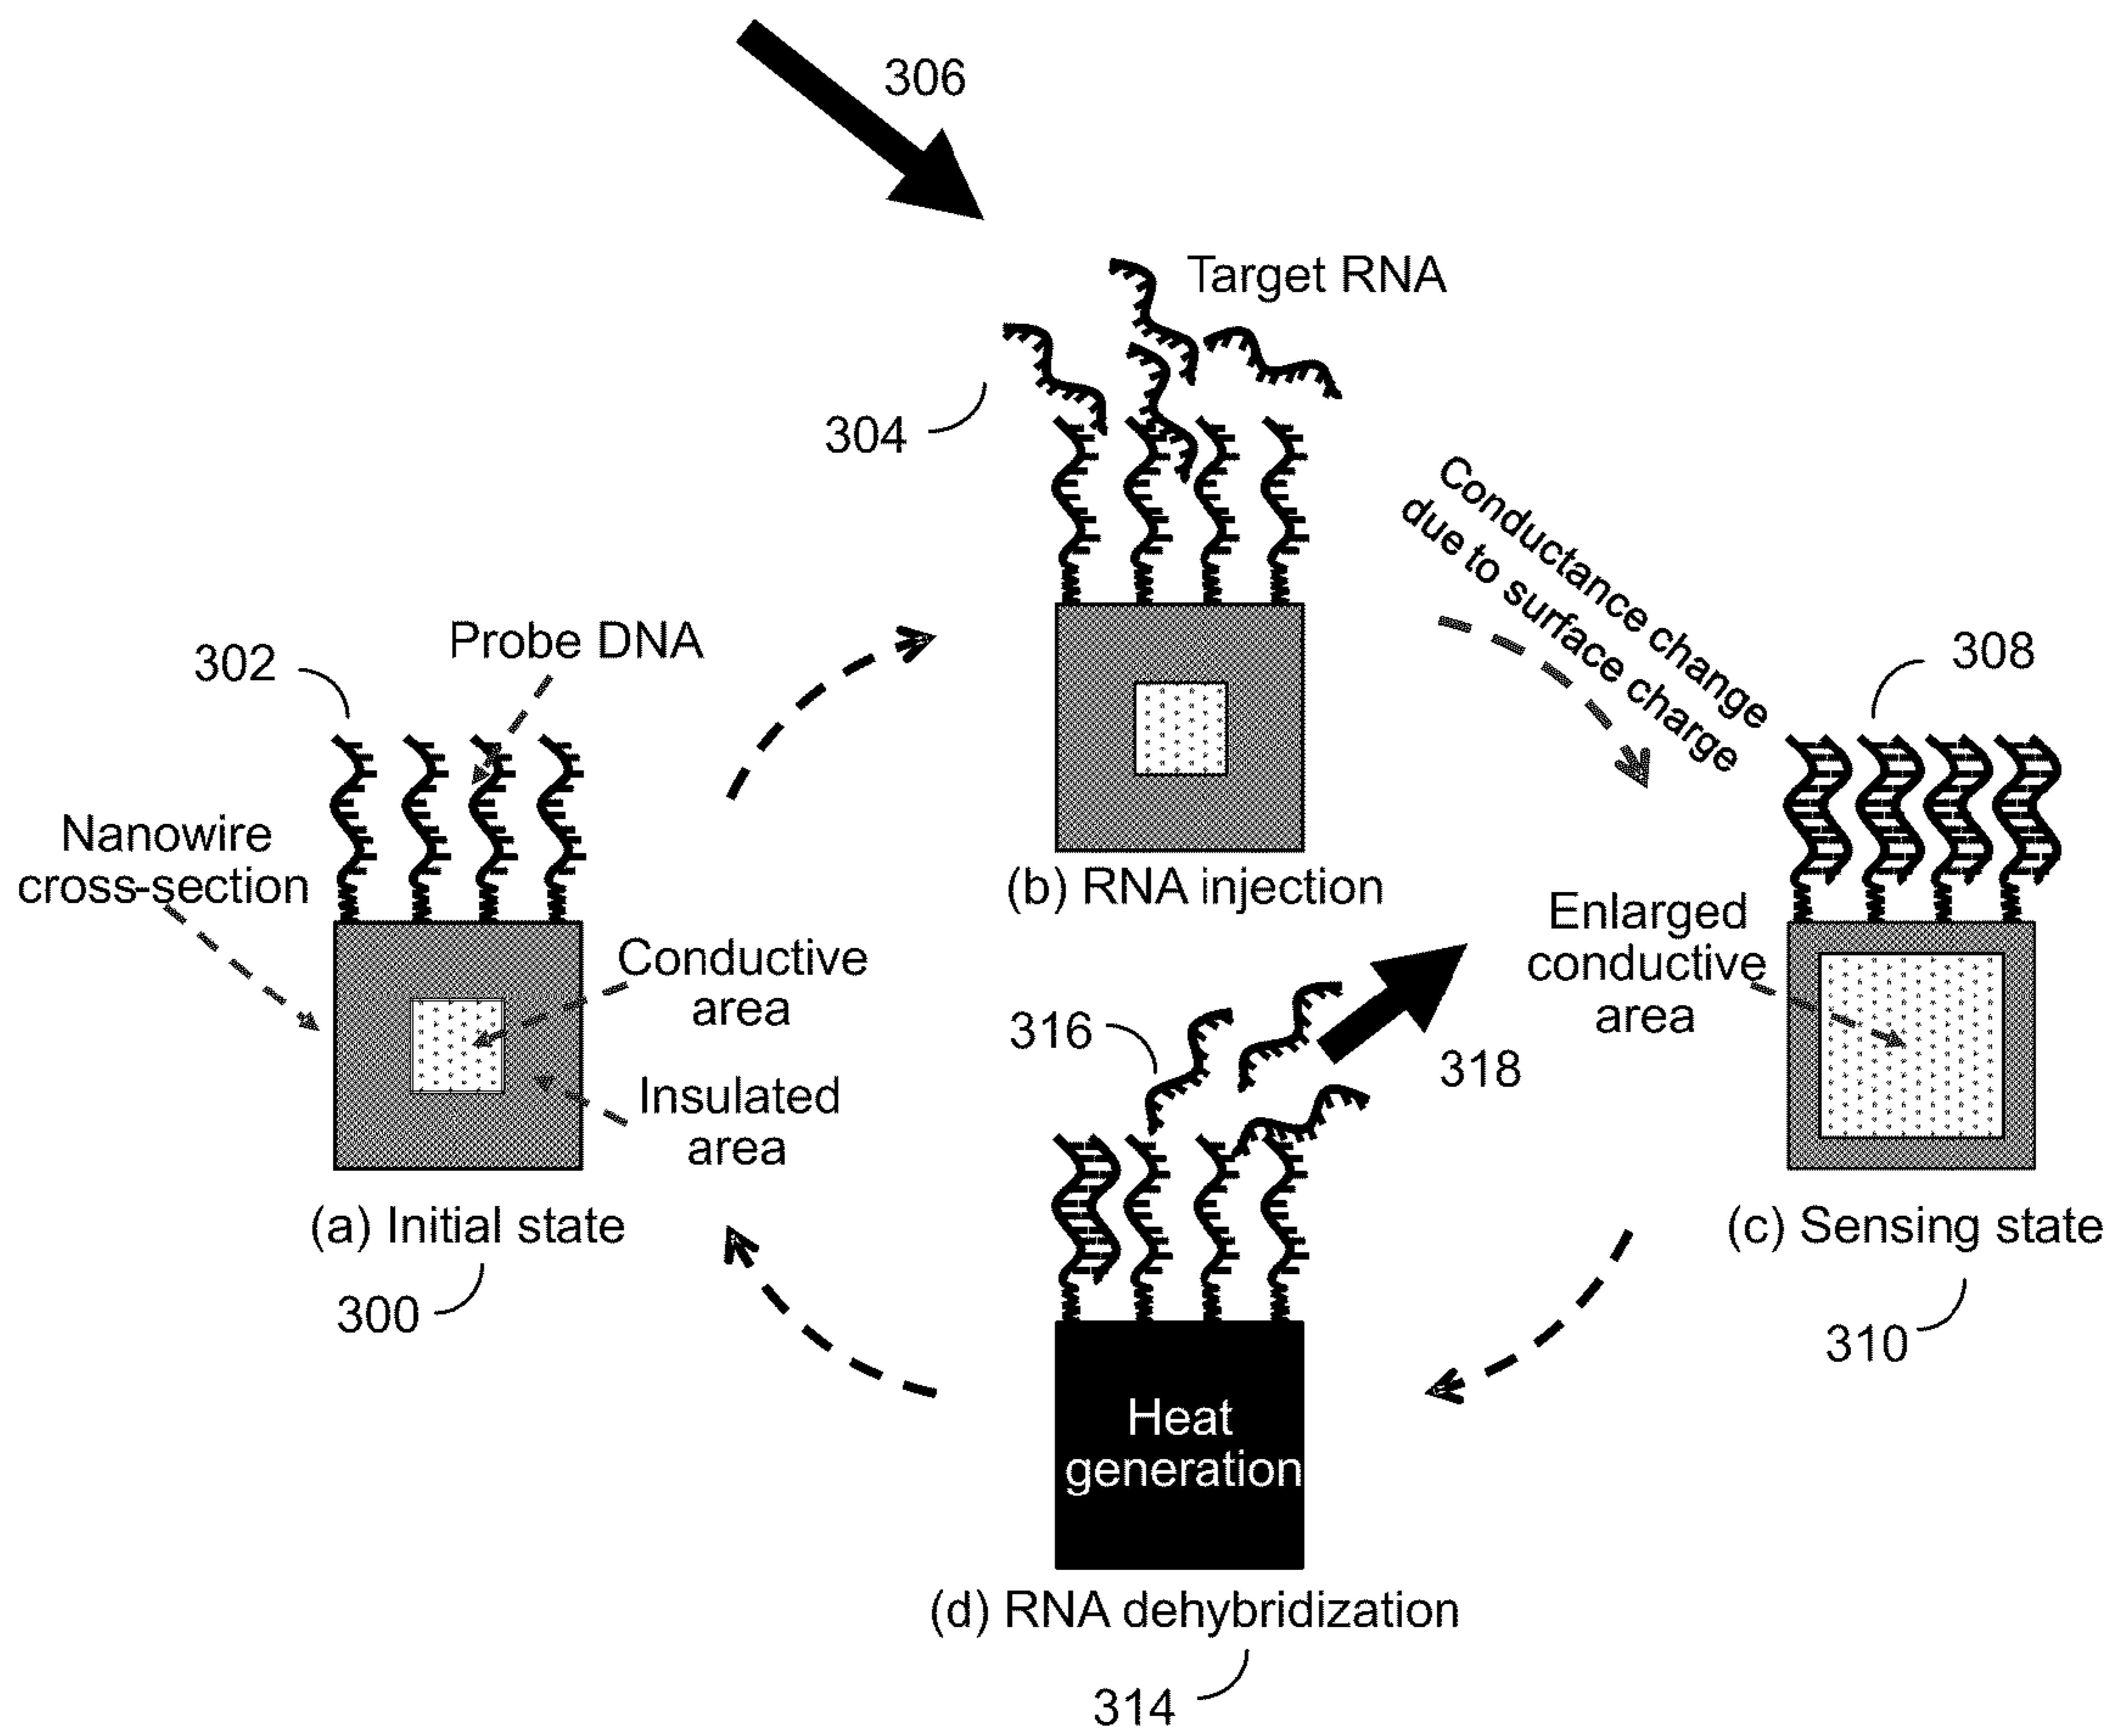 306
Target RNA
304
Conductance change
due to surface charge
302
Probe DNA
308
Nanowire
cross-section
(b) RNA injection
Conductive
area
Enlarged
conductive
area
316
318
Insulated
area
(a) Initial state
300
(c) Sensing state
310
Heat
generation
(d) RNA dehybridization
314